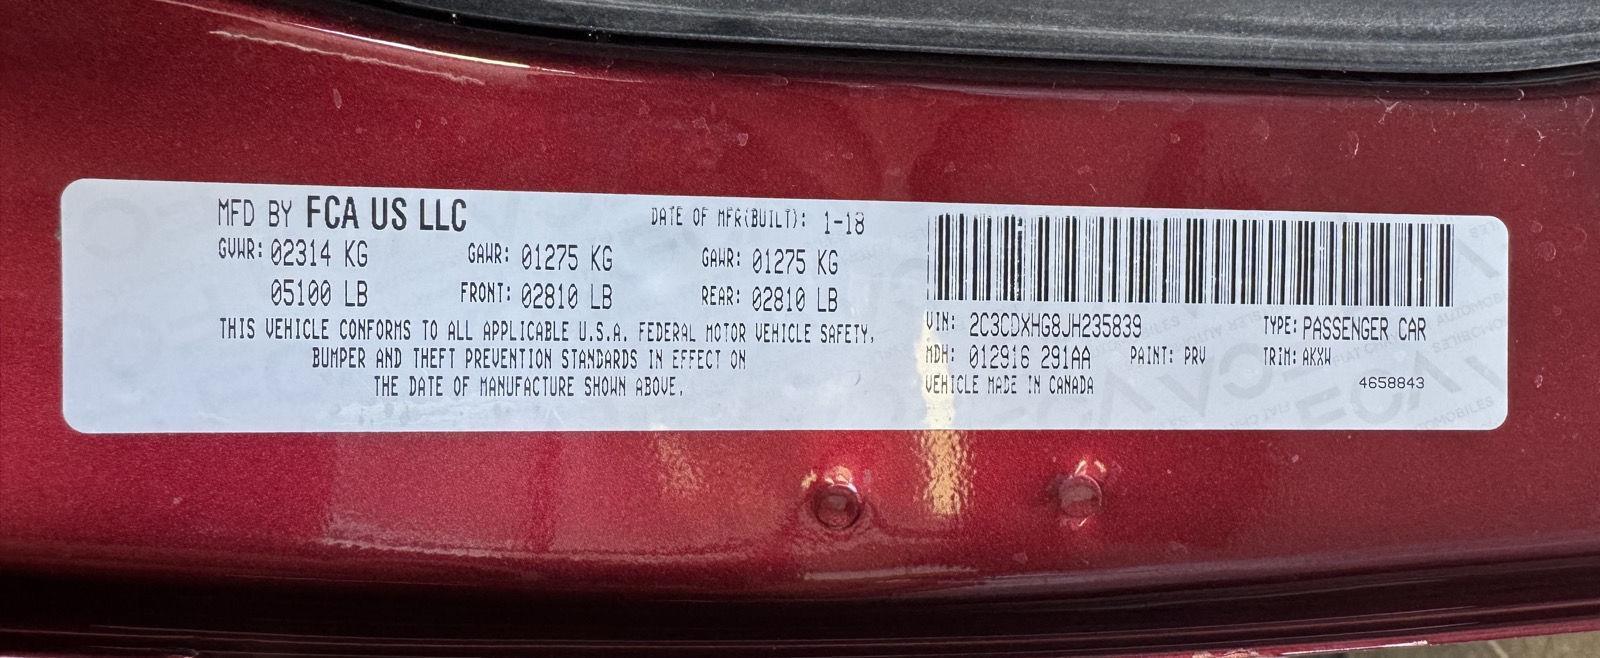 MFD BY FCA US LLC DATE OF MFR(BUILT): 1-18
GVWR: 02314 KG GAWR: 01275 KG GAWR: 01275 KG
05100 LB FRONT: 02810 LB REAR: 02810 LB
THIS VEHICLE CONFORMS TO ALL APPLICABLE U.S.A. FEDERAL MOTOR VEHICLE SAFETY,
BUMPER AND THEFT PREVENTION STANDARDS IN EFFECT ON
THE DATE OF MANUFACTURE SHOWN ABOVE.
VIN: 2C3CDXHG8JH235839 TYPE: PASSENGER CAR
MDH: 012916 291AA PAINT: PRV TRIM: AKXW
VEHICLE MADE IN CANADA 4658843